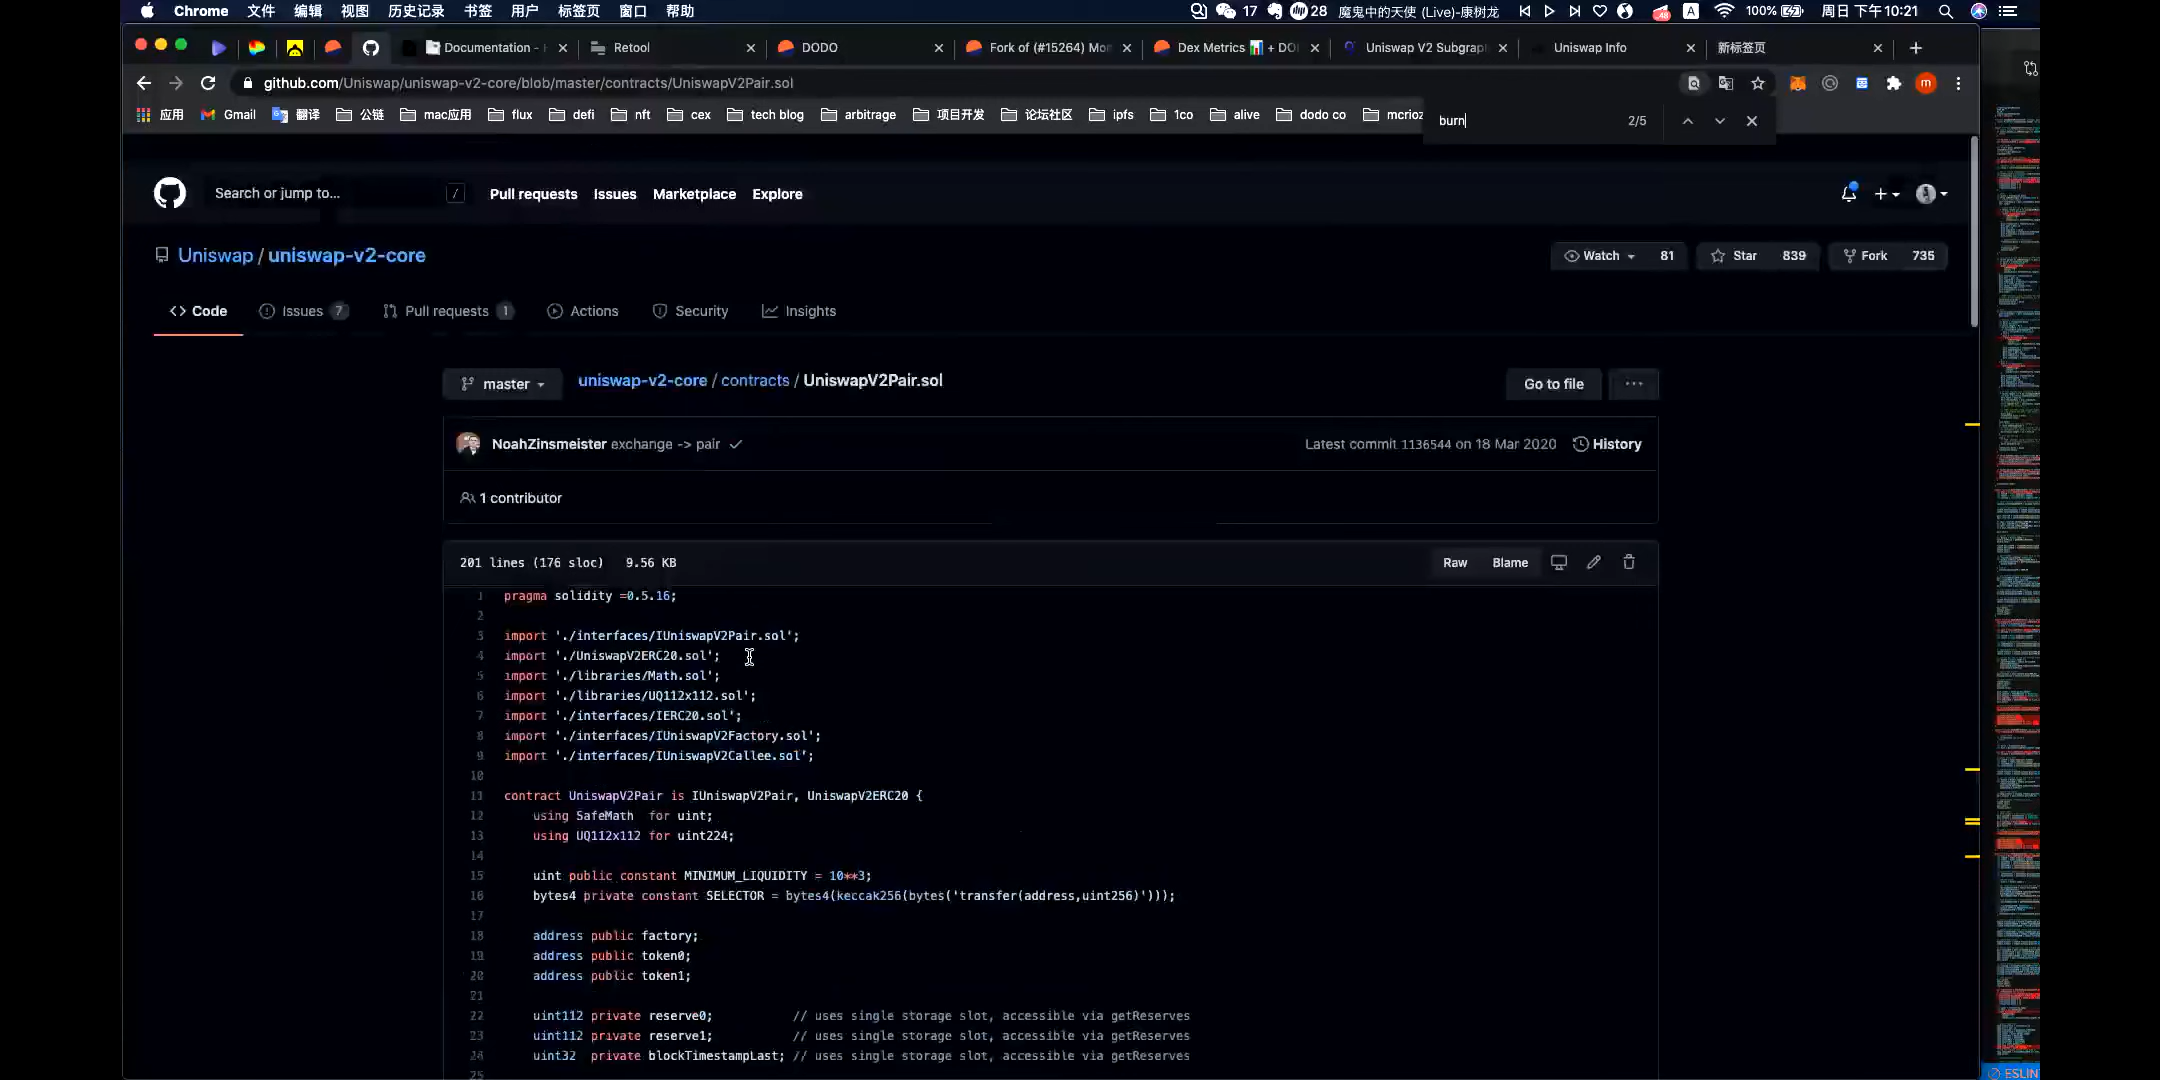 Chrome 文件 编辑 视图 历史记录 书签 用户 标签页 窗口 帮助 17 28 魔鬼中的天使 (Live)-康树龙 48 A 100% 周日 下午10:21
Documentation - Retool DODO Fork of (#15264) Mor Dex Metrics 📊 + DO Uniswap V2 Subgrap Uniswap Info 新标签页
github.com/Uniswap/uniswap-v2-core/blob/master/contracts/UniswapV2Pair.sol
应用 Gmail 翻译 公链 mac应用 flux defi nft cex tech blog arbitrage 项目开发 论坛社区 ipfs 1co alive dodo co mcrioz
burn 2/5
Search or jump to... / Pull requests Issues Marketplace Explore
Uniswap / uniswap-v2-core Watch 81 Star 839 Fork 735
<> Code Issues 7 Pull requests 1 Actions Security Insights
master uniswap-v2-core / contracts / UniswapV2Pair.sol Go to file ···
NoahZinsmeister exchange -> pair Latest commit 1136544 on 18 Mar 2020 History
1 contributor
201 lines (176 sloc) 9.56 KB Raw Blame
1 pragma solidity =0.5.16;
2
3 import './interfaces/IUniswapV2Pair.sol';
4 import './UniswapV2ERC20.sol';
5 import './libraries/Math.sol';
6 import './libraries/UQ112x112.sol';
7 import './interfaces/IERC20.sol';
8 import './interfaces/IUniswapV2Factory.sol';
9 import './interfaces/IUniswapV2Callee.sol';
10
11 contract UniswapV2Pair is IUniswapV2Pair, UniswapV2ERC20 {
12 using SafeMath  for uint;
13 using UQ112x112 for uint224;
14
15 uint public constant MINIMUM_LIQUIDITY = 10**3;
16 bytes4 private constant SELECTOR = bytes4(keccak256(bytes('transfer(address,uint256)')));
17
18 address public factory;
19 address public token0;
20 address public token1;
21
22 uint112 private reserve0; // uses single storage slot, accessible via getReserves
23 uint112 private reserve1; // uses single storage slot, accessible via getReserves
24 uint32  private blockTimestampLast; // uses single storage slot, accessible via getReserves
25
ESLIN